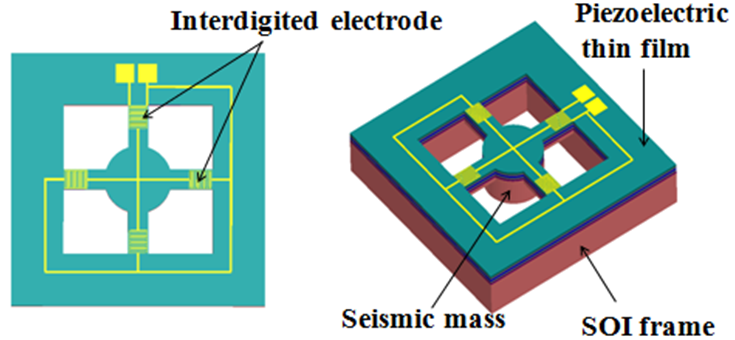 Interdigited electrode
Piezoelectric
thin film
Seismic mass
SOI frame